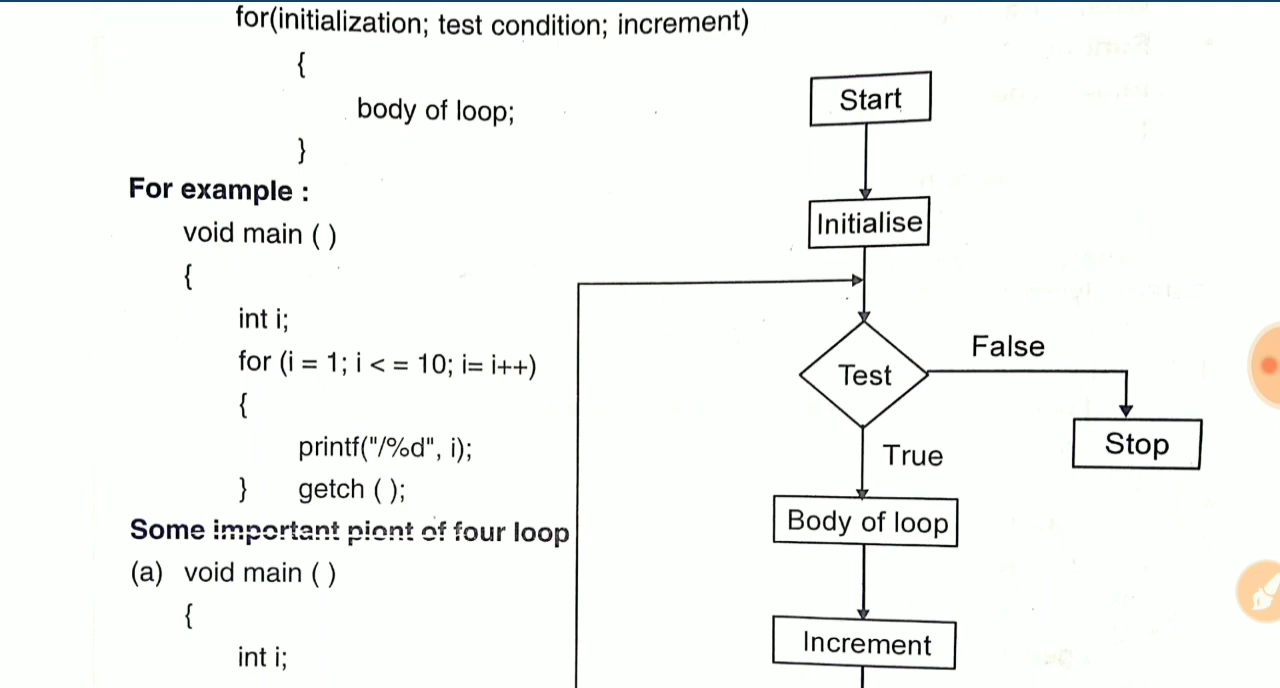 for(initialization; test condition; increment)
{
body of loop;
}
For example :
void main ( )
{
int i;
for (i = 1; i < = 10; i= i++)
{
printf("/%d", i);
} getch ( );
Some important piont of four loop
(a) void main ( )
{
int i;
Start
Initialise
Test
False
Stop
True
Body of loop
Increment